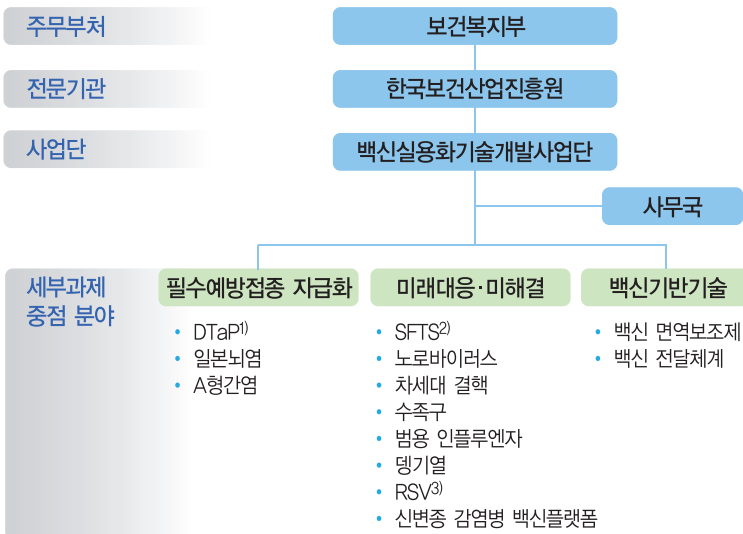 주무부처
보건복지부
전문기관
한국보건산업진흥원
사업단
백신실용화기술개발사업단
사무국
세부과제
중점 분야
필수예방접종 자급화
• DTaP1)
• 일본뇌염
• A형간염
미래대응·미해결
• SFTS2)
• 노로바이러스
• 차세대 결핵
• 수족구
• 범용 인플루엔자
• 뎅기열
• RSV3)
• 신변종 감염병 백신플랫폼
백신기반기술
• 백신 면역보조제
• 백신 전달체계